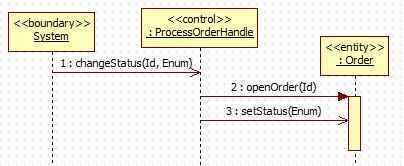 <<boundary>>
System
<<control>>
: ProcessOrderHandle
<<entity>>
: Order
1 : changeStatus(Id, Enum)
2 : openOrder(Id)
3 : setStatus(Enum)